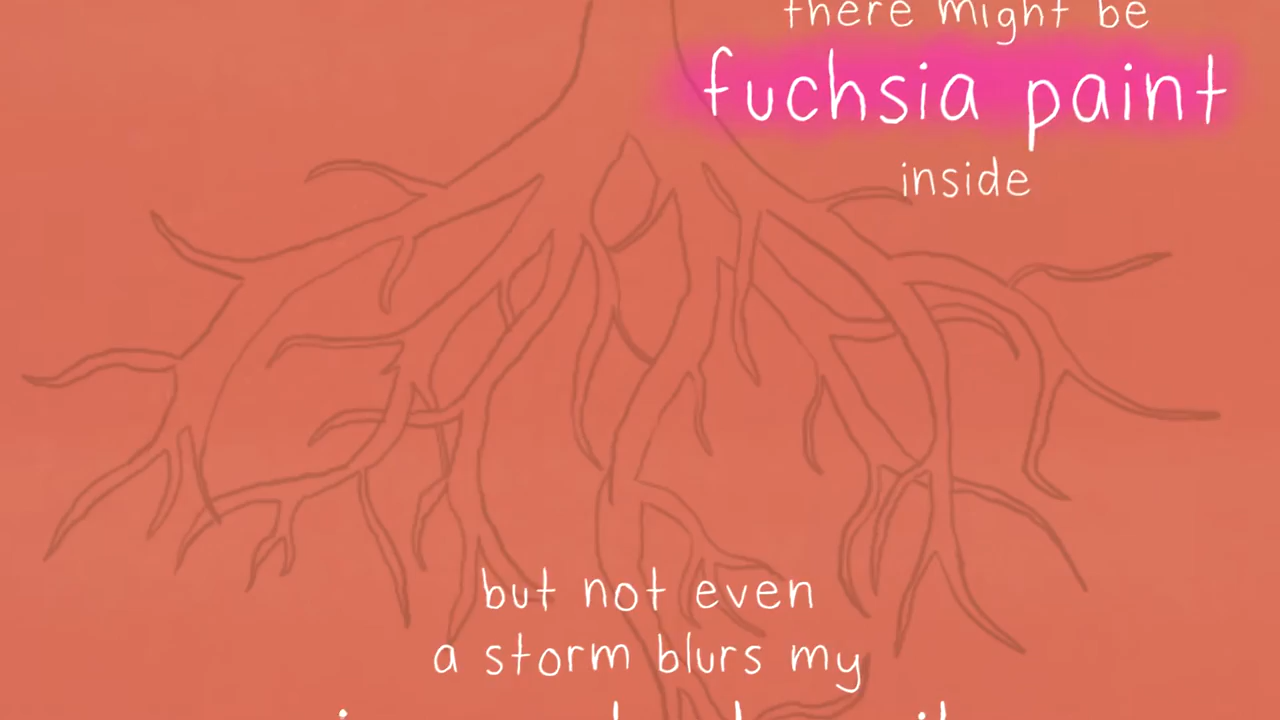 there might be
fuchsia paint
inside
but not even
a storm blurs my